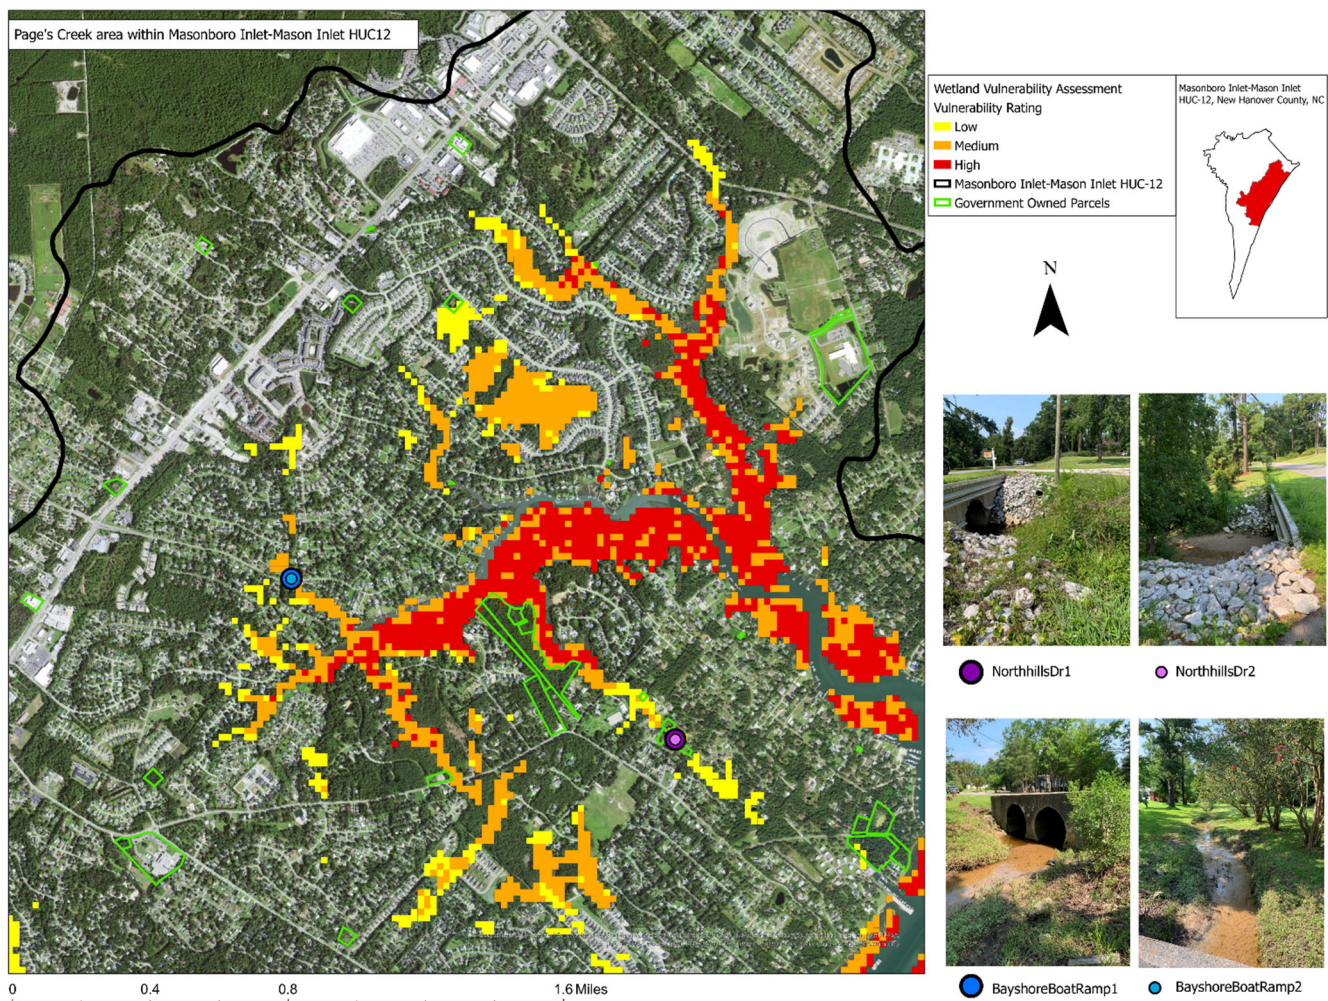 Page's Creek area within Masonboro Inlet-Mason Inlet HUC12
Wetland Vulnerability Assessment
Vulnerability Rating
Low
Medium
High
Masonboro Inlet-Mason Inlet HUC-12
Government Owned Parcels
Masonboro Inlet-Mason Inlet
HUC-12, New Hanover County, NC
N
NorthhillsDr1
NorthhillsDr2
BayshoreBoatRamp1
BayshoreBoatRamp2
0 0.4 0.8 1.6 Miles